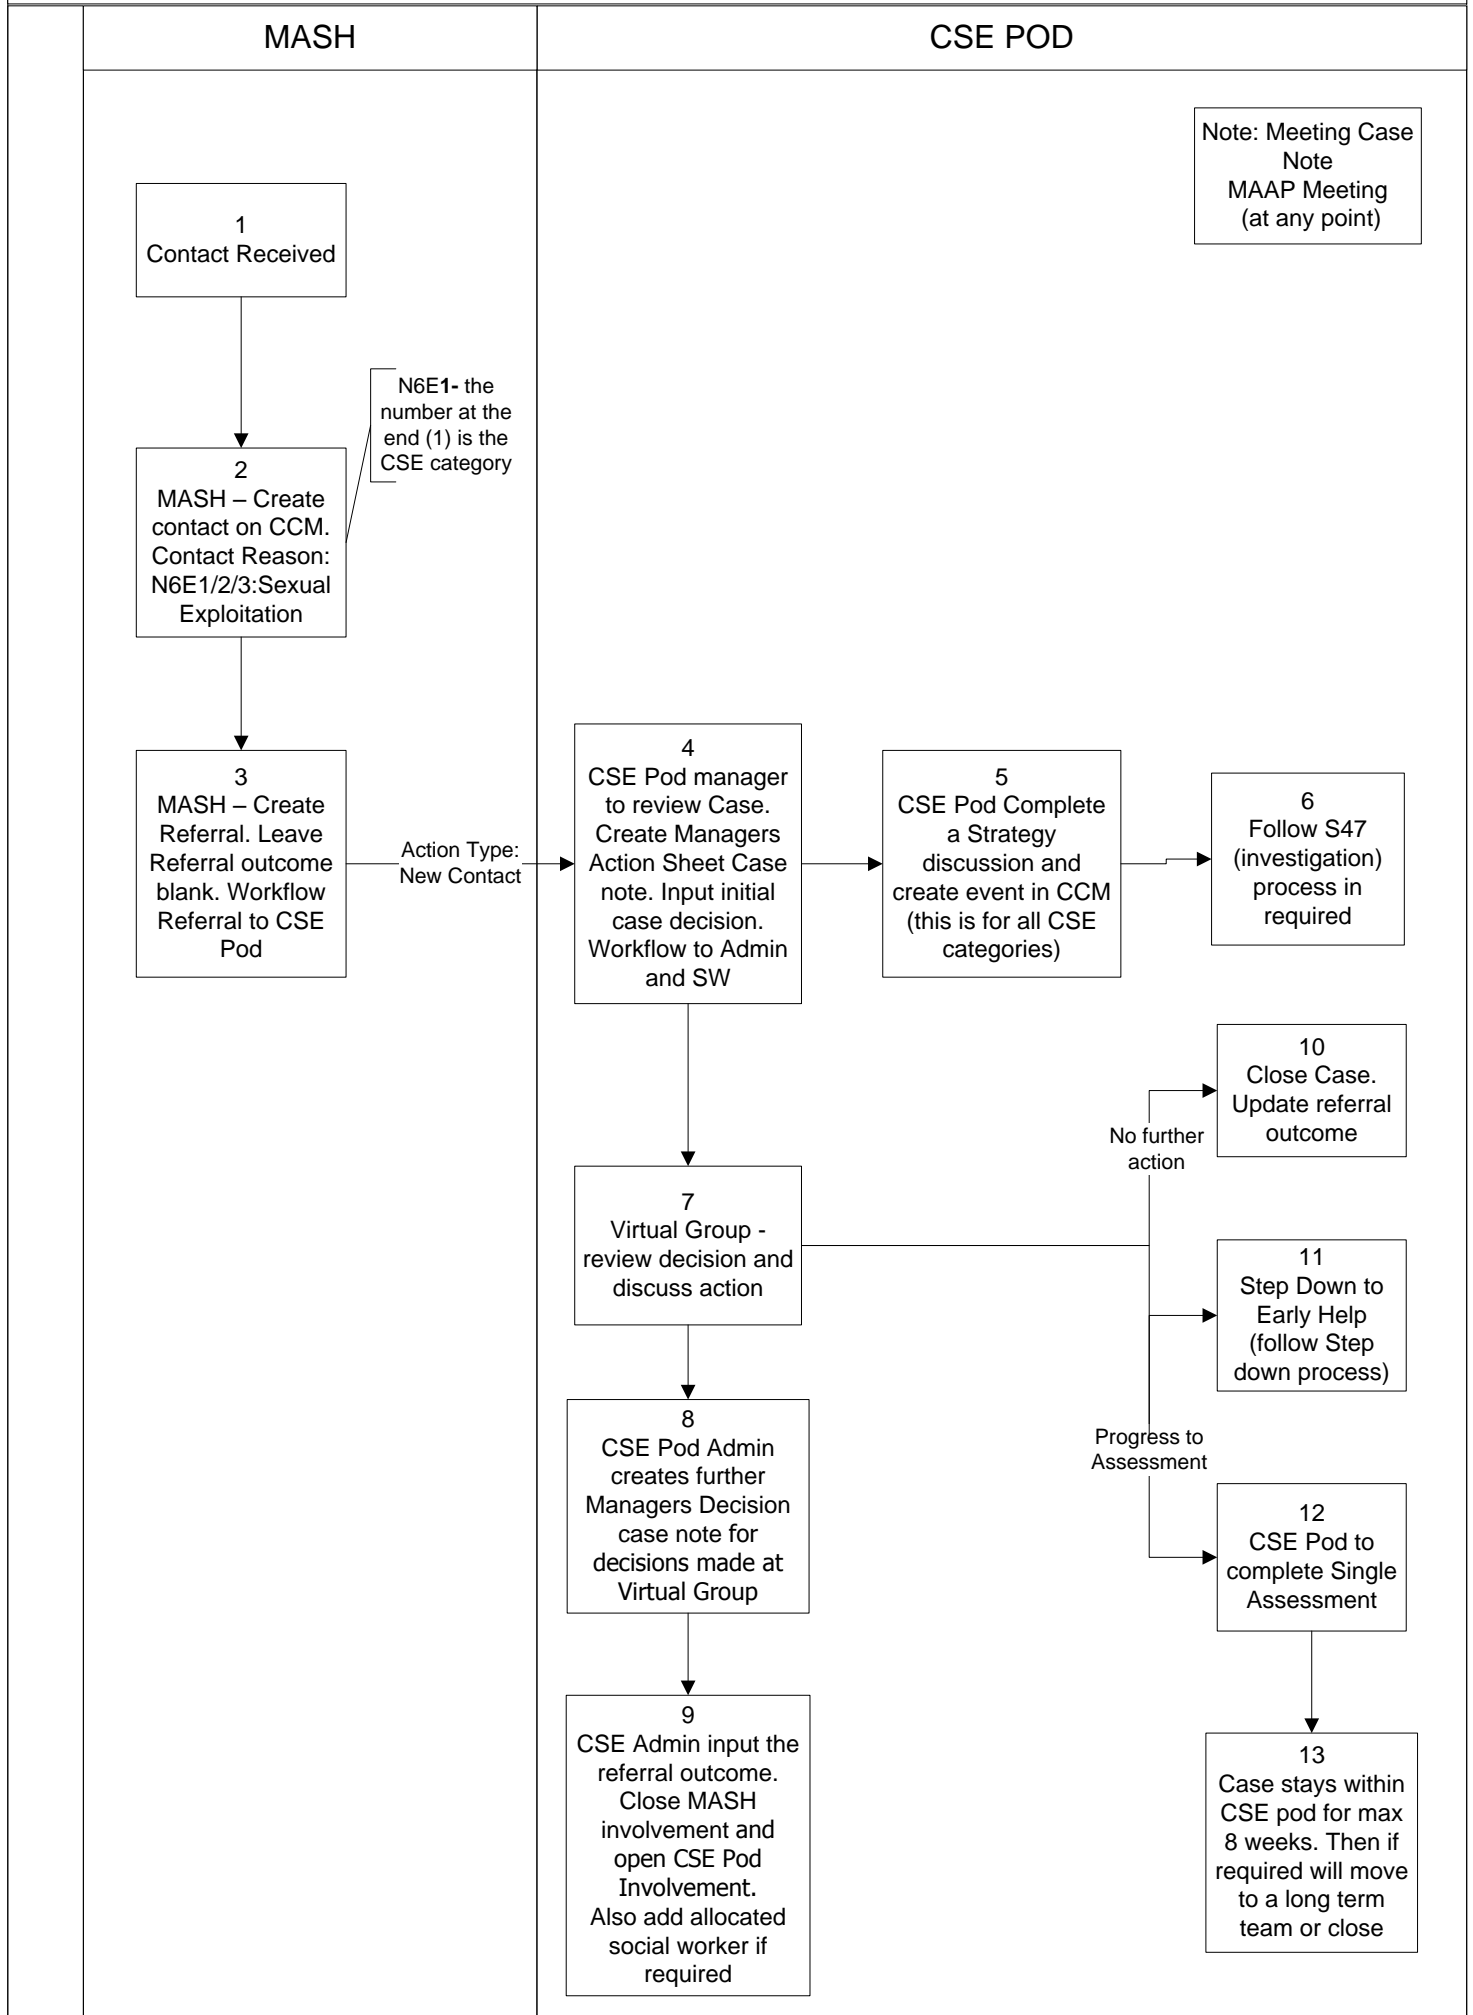 MASH
CSE POD
Note: Meeting Case
Note
MAAP Meeting
(at any point)
1
Contact Received
N6E1- the
number at the
end (1) is the
CSE category
2
MASH – Create
contact on CCM.
Contact Reason:
N6E1/2/3:Sexual
Exploitation
3
MASH – Create
Referral. Leave
Referral outcome
blank. Workflow
Referral to CSE
Pod
Action Type:
New Contact
4
CSE Pod manager
to review Case.
Create Managers
Action Sheet Case
note. Input initial
case decision.
Workflow to Admin
and SW
5
CSE Pod Complete
a Strategy
discussion and
create event in CCM
(this is for all CSE
categories)
6
Follow S47
(investigation)
process in
required
7
Virtual Group -
review decision and
discuss action
No further
action
10
Close Case.
Update referral
outcome
11
Step Down to
Early Help
(follow Step
down process)
8
CSE Pod Admin
creates further
Managers Decision
case note for
decisions made at
Virtual Group
Progress to
Assessment
12
CSE Pod to
complete Single
Assessment
9
CSE Admin input the
referral outcome.
Close MASH
involvement and
open CSE Pod
Involvement.
Also add allocated
social worker if
required
13
Case stays within
CSE pod for max
8 weeks. Then if
required will move
to a long term
team or close